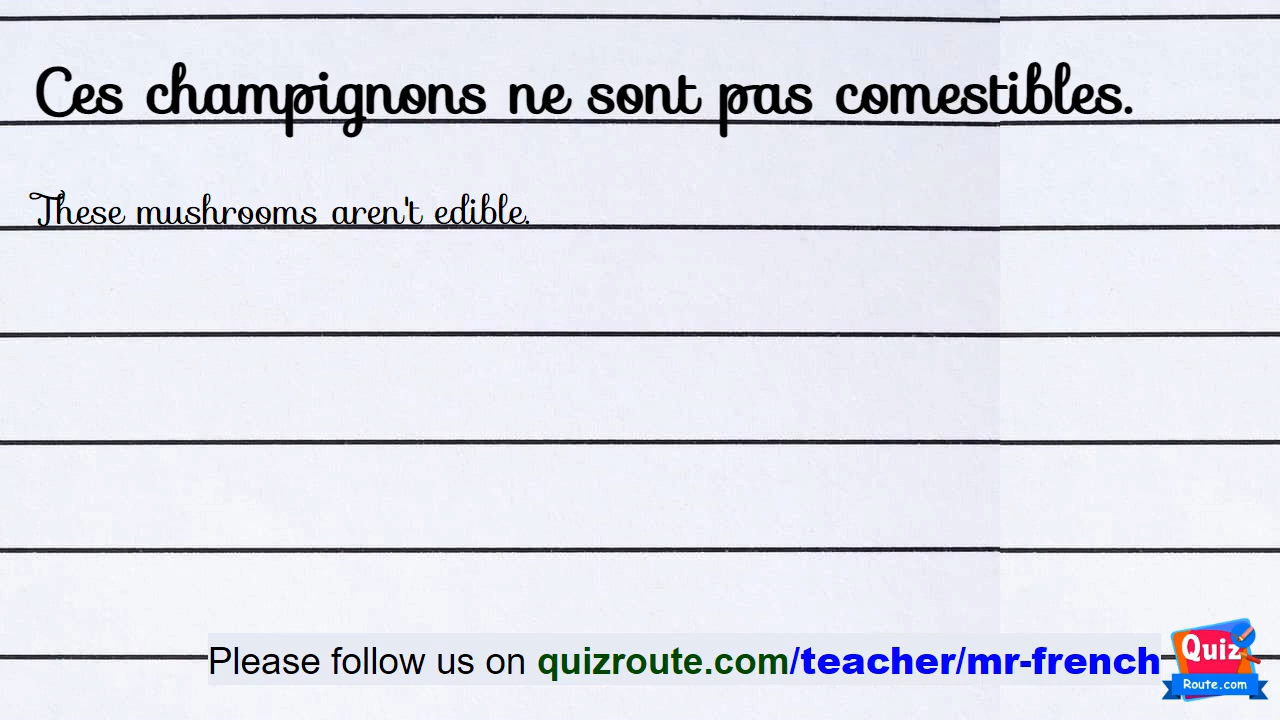 Ces champignons ne sont pas comestibles.
These mushrooms aren't edible.
Please follow us on quizroute.com/teacher/mr-french
Quiz
Route.com